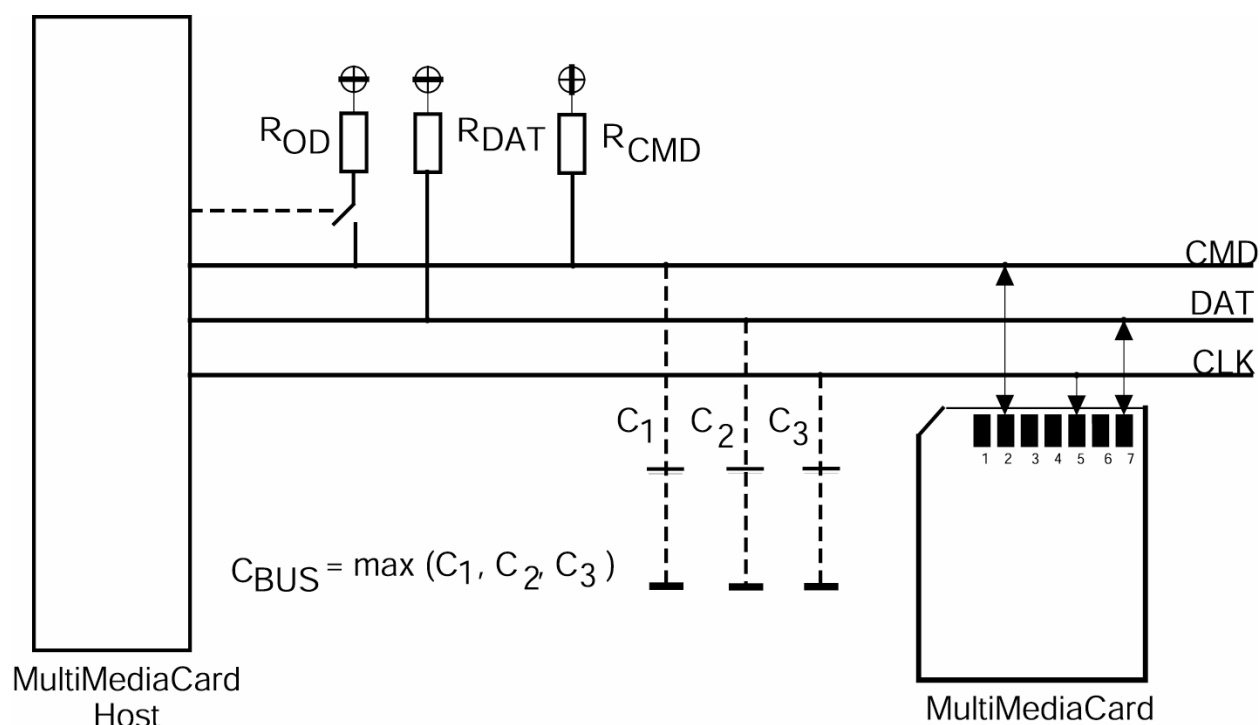 R_OD
R_DAT
R_CMD
CMD
DAT
CLK
C_1
C_2
C_3
1 2 3 4 5 6 7
C_BUS = max (C_1, C_2, C_3 )
MultiMediaCard
Host
MultiMediaCard